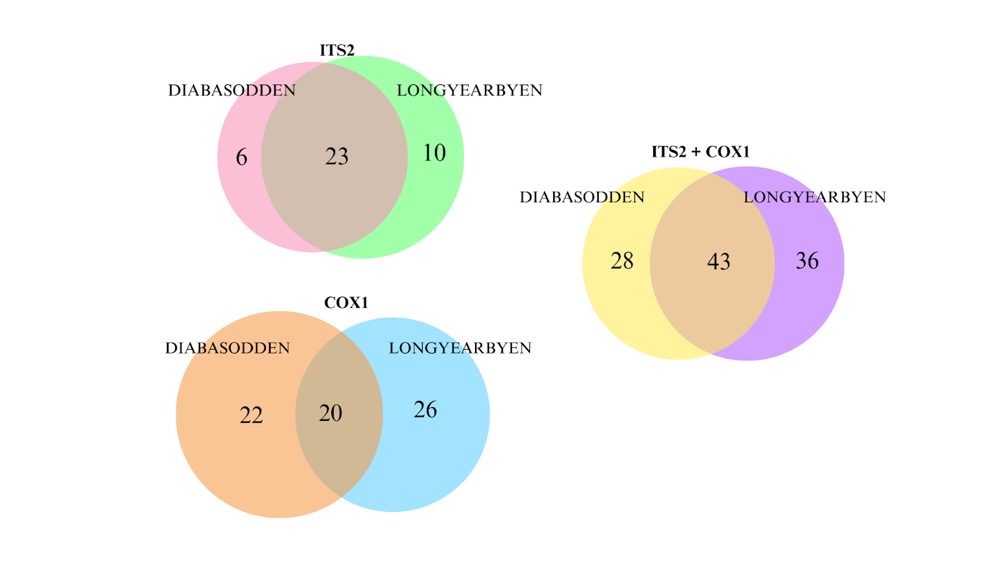 ITS2
DIABASODDEN
LONGYEARBYEN
6
23
10
COX1
DIABASODDEN
LONGYEARBYEN
22
20
26
ITS2 + COX1
DIABASODDEN
LONGYEARBYEN
28
43
36